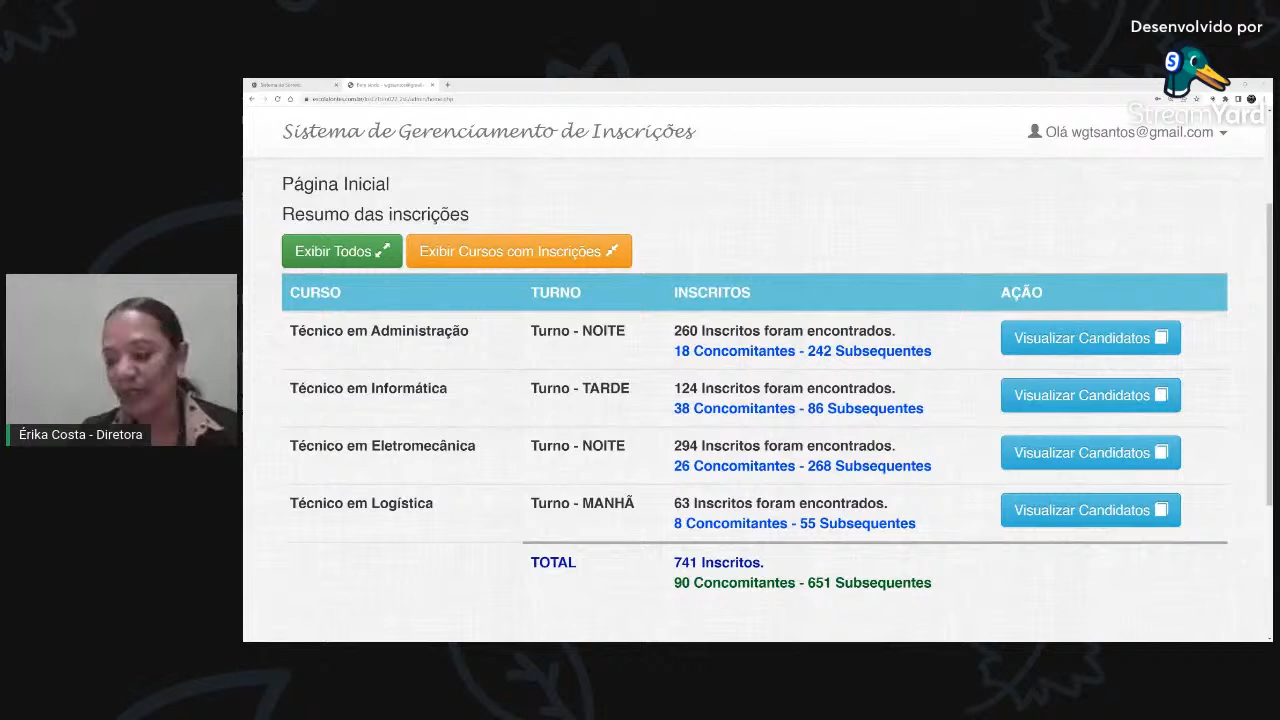 Desenvolvido por
StreamYard
Sistema de Gerenciamento de Inscrições
Olá wgtsantos@gmail.com
Página Inicial
Resumo das inscrições
Exibir Todos
Exibir Cursos com Inscrições
CURSO TURNO INSCRITOS AÇÃO
Técnico em Administração Turno - NOITE 260 Inscritos foram encontrados. Visualizar Candidatos
18 Concomitantes - 242 Subsequentes
Técnico em Informática Turno - TARDE 124 Inscritos foram encontrados. Visualizar Candidatos
38 Concomitantes - 86 Subsequentes
Técnico em Eletromecânica Turno - NOITE 294 Inscritos foram encontrados. Visualizar Candidatos
26 Concomitantes - 268 Subsequentes
Técnico em Logística Turno - MANHÃ 63 Inscritos foram encontrados. Visualizar Candidatos
8 Concomitantes - 55 Subsequentes
TOTAL 741 Inscritos.
90 Concomitantes - 651 Subsequentes
Érika Costa - Diretora